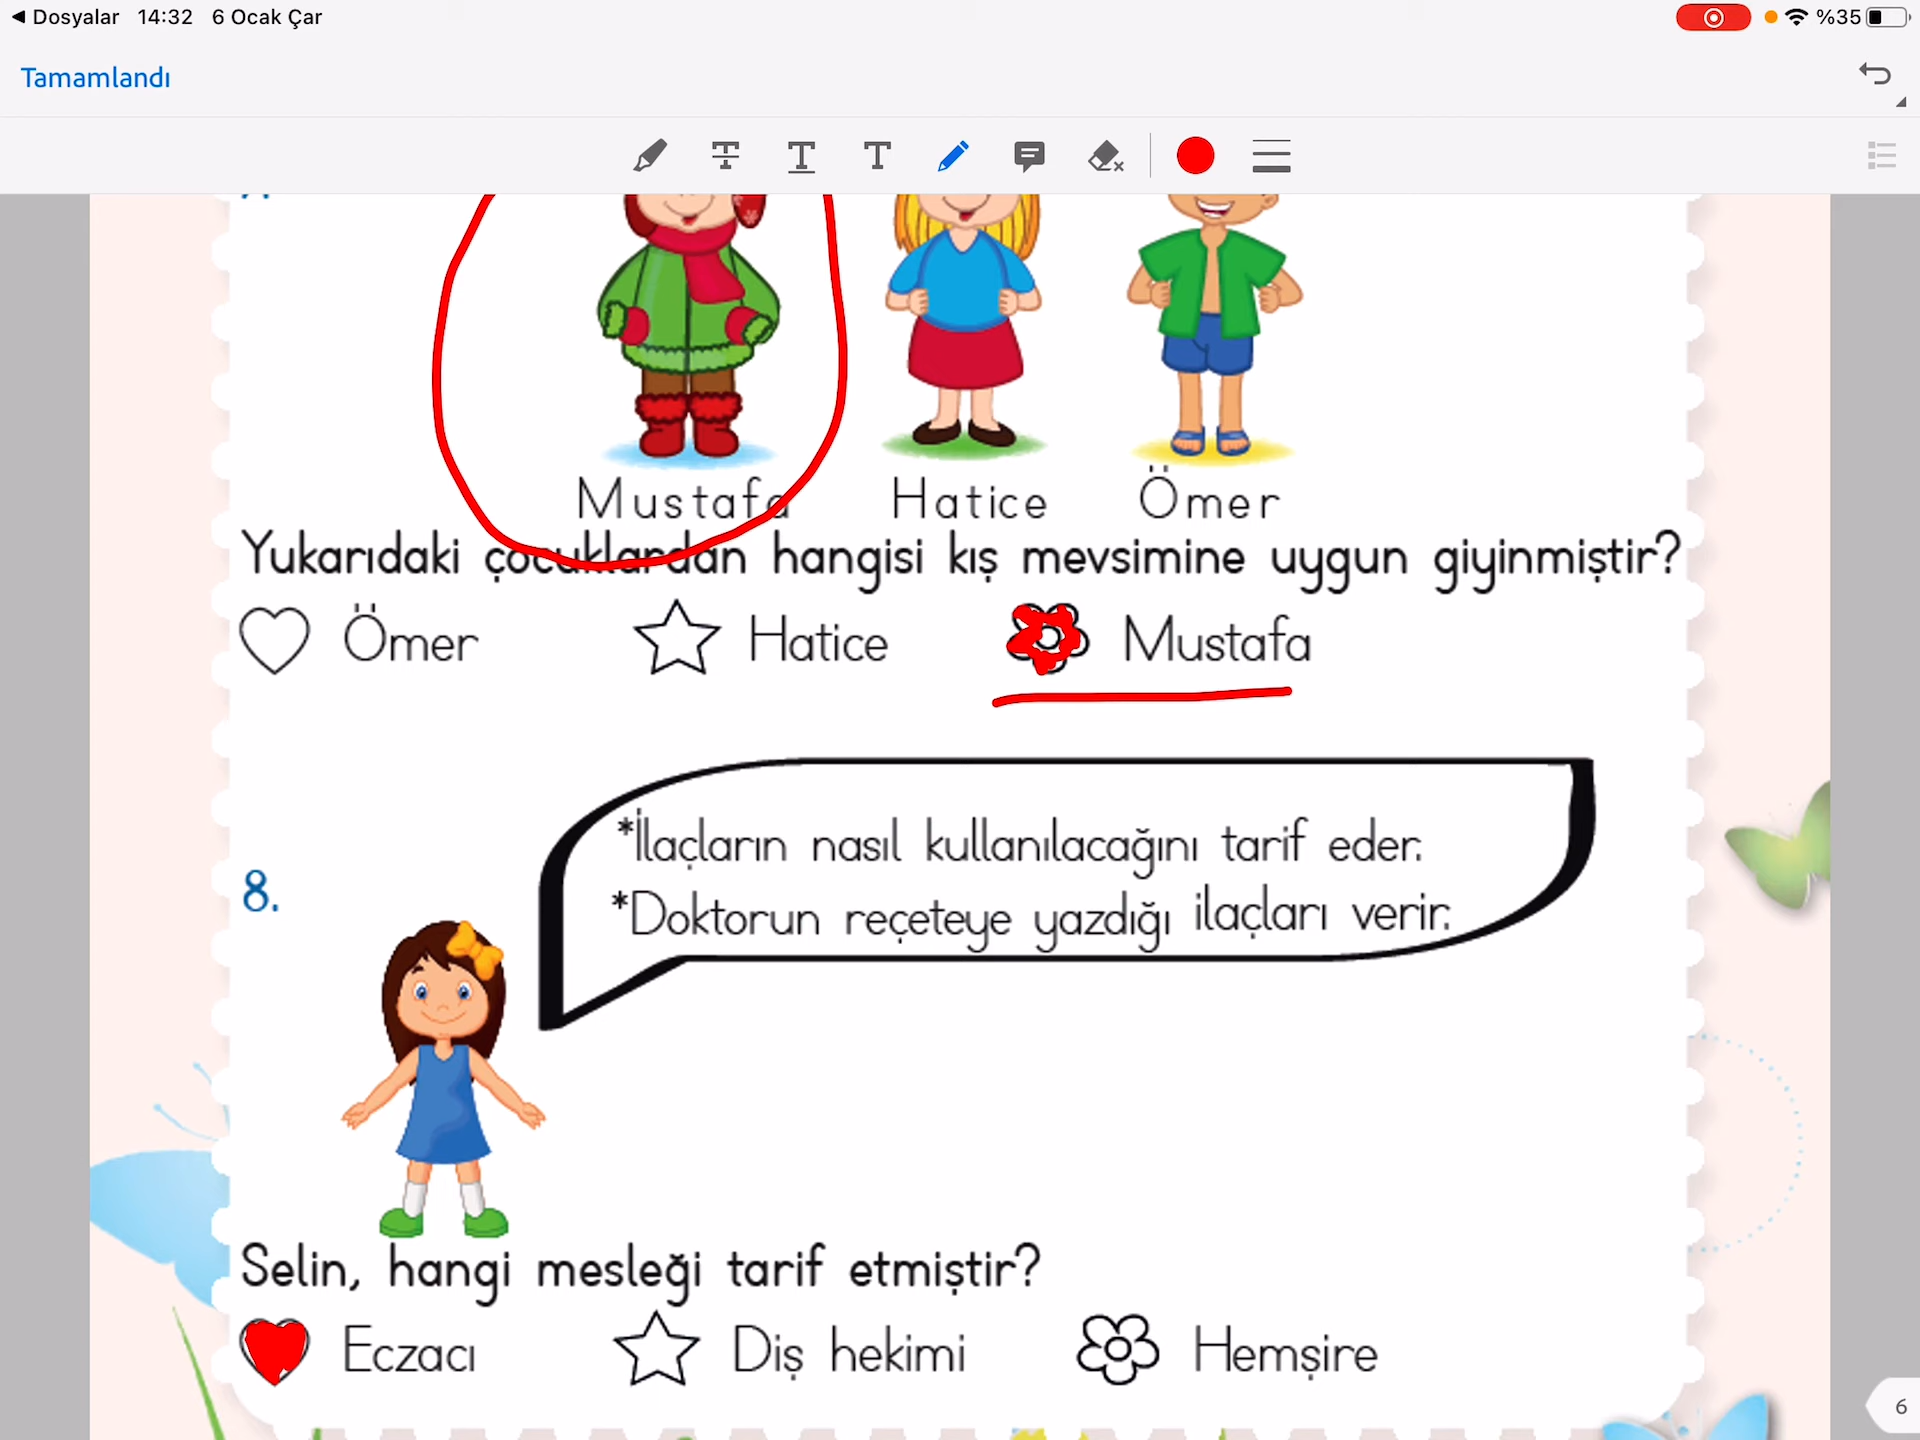 Dosyalar 14:32 6 Ocak Çar %35
Tamamlandı
Mustafa Hatice Ömer
Yukarıdaki çocuklardan hangisi kış mevsimine uygun giyinmiştir?
Ömer Hatice Mustafa
*İlaçların nasıl kullanılacağını tarif eder.
8.
*Doktorun reçeteye yazdığı ilaçları verir.
Selin, hangi mesleği tarif etmiştir?
Eczacı Diş hekimi Hemşire
6